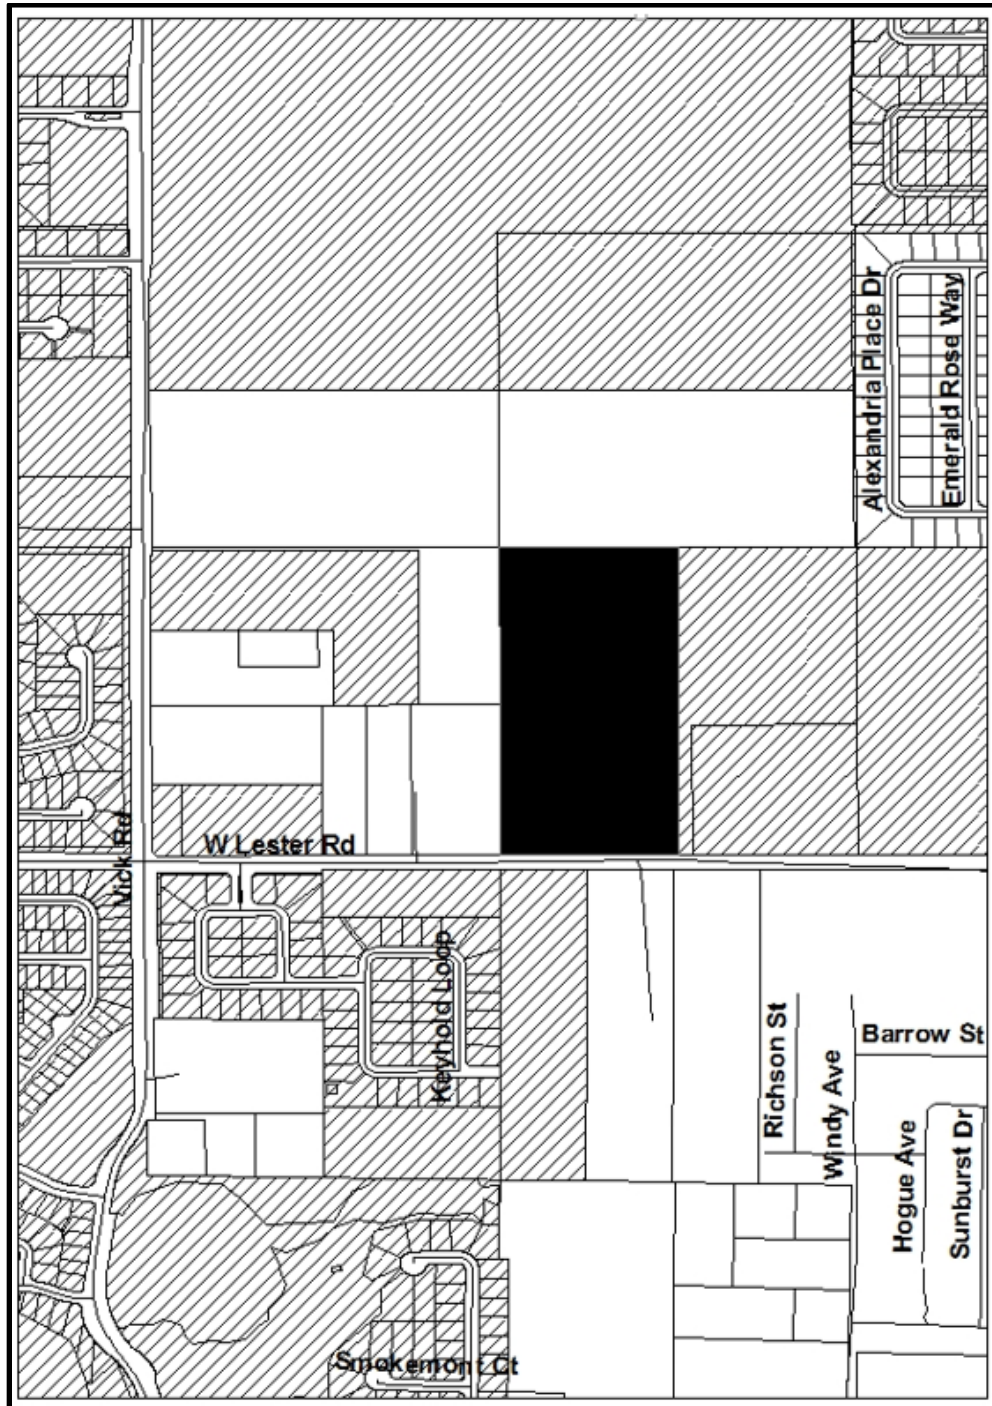 Alexandria Place Dr
Emerald Rose Way
Vick Rd
W Lester Rd
Keyhold Loop
Richson St
Windy Ave
Barrow St
Hogue Ave
Sunburst Dr
Smokemont Ct